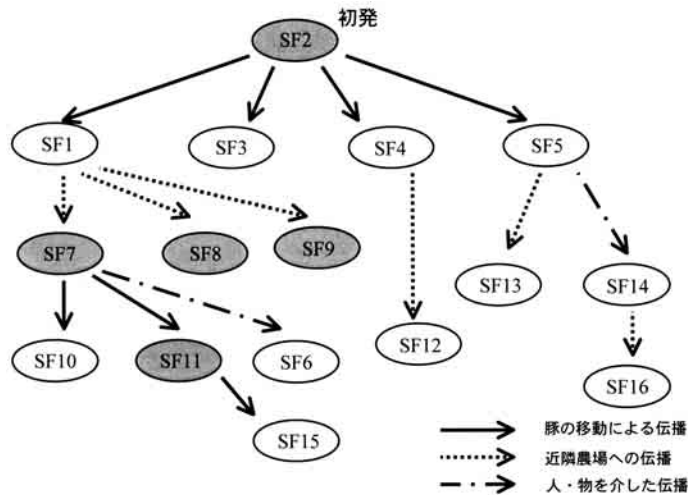 初発
SF2
SF1
SF3
SF4
SF5
SF7
SF8
SF9
SF13
SF14
SF10
SF11
SF6
SF12
SF16
SF15
豚の移動による伝播
近隣農場への伝播
人・物を介した伝播